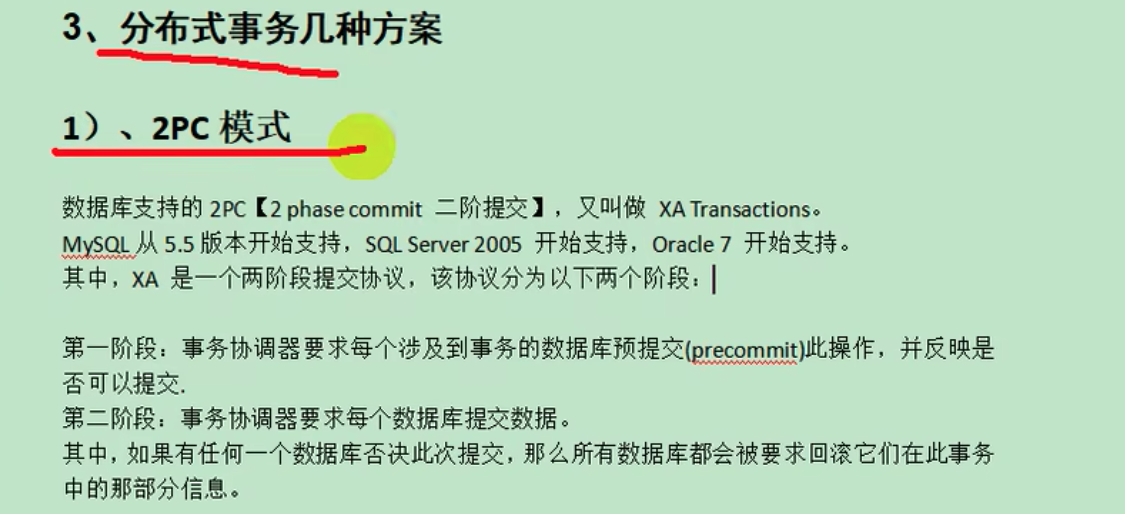 3、分布式事务几种方案
1）、2PC 模式
数据库支持的 2PC【2 phase commit 二阶提交】，又叫做 XA Transactions。
MySQL 从 5.5 版本开始支持，SQL Server 2005 开始支持，Oracle 7 开始支持。
其中，XA 是一个两阶段提交协议，该协议分为以下两个阶段：
第一阶段：事务协调器要求每个涉及到事务的数据库预提交(precommit)此操作，并反映是
否可以提交.
第二阶段：事务协调器要求每个数据库提交数据。
其中，如果有任何一个数据库否决此次提交，那么所有数据库都会被要求回滚它们在此事务
中的那部分信息。